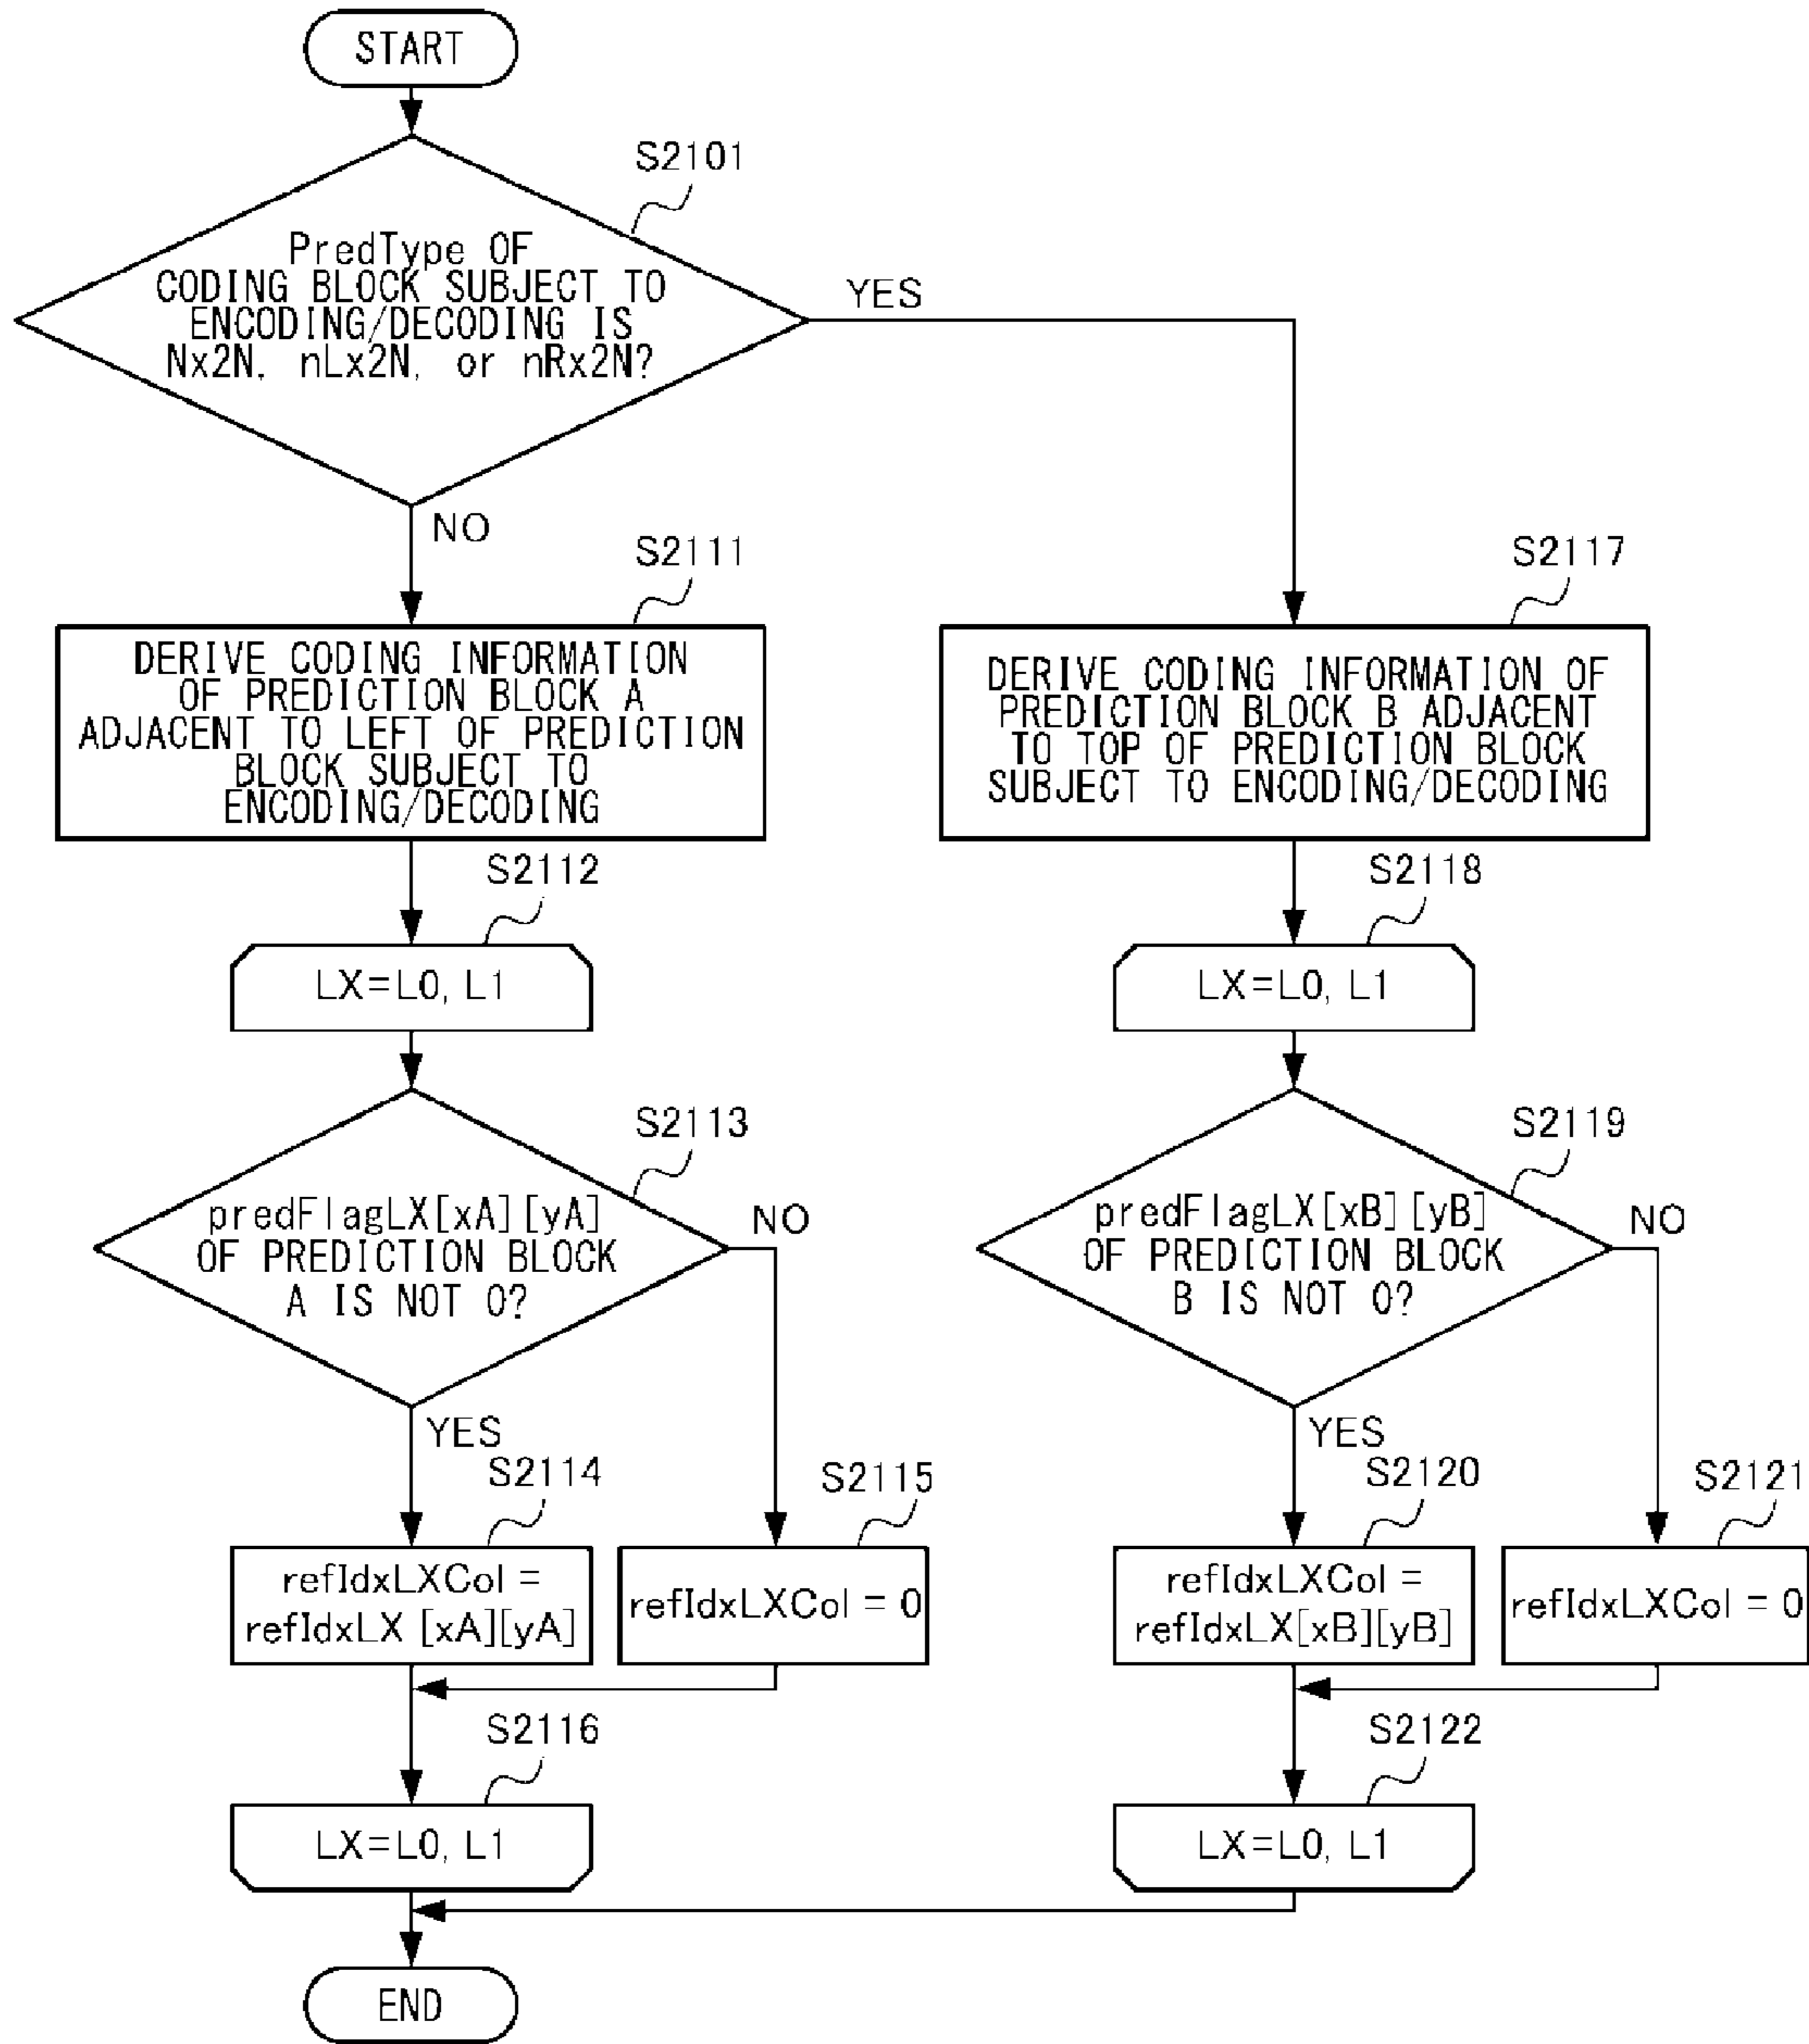 START
S2101
PredType OF
CODING BLOCK SUBJECT TO
ENCODING/DECODING IS
Nx2N, nLx2N, or nRx2N?
YES
NO
S2111
DERIVE CODING INFORMATION
OF PREDICTION BLOCK A
ADJACENT TO LEFT OF PREDICTION
BLOCK SUBJECT TO
ENCODING/DECODING
S2117
DERIVE CODING INFORMATION OF
PREDICTION BLOCK B ADJACENT
TO TOP OF PREDICTION BLOCK
SUBJECT TO ENCODING/DECODING
S2112
LX=L0, L1
S2118
LX=L0, L1
S2113
predFlagLX[xA][yA]
OF PREDICTION BLOCK
A IS NOT 0?
NO
YES
S2119
predFlagLX[xB][yB]
OF PREDICTION BLOCK
B IS NOT 0?
NO
YES
S2114
refIdxLXCol =
refIdxLX [xA][yA]
S2115
refIdxLXCol = 0
S2120
refIdxLXCol =
refIdxLX[xB][yB]
S2121
refIdxLXCol = 0
S2116
LX=L0, L1
S2122
LX=L0, L1
END